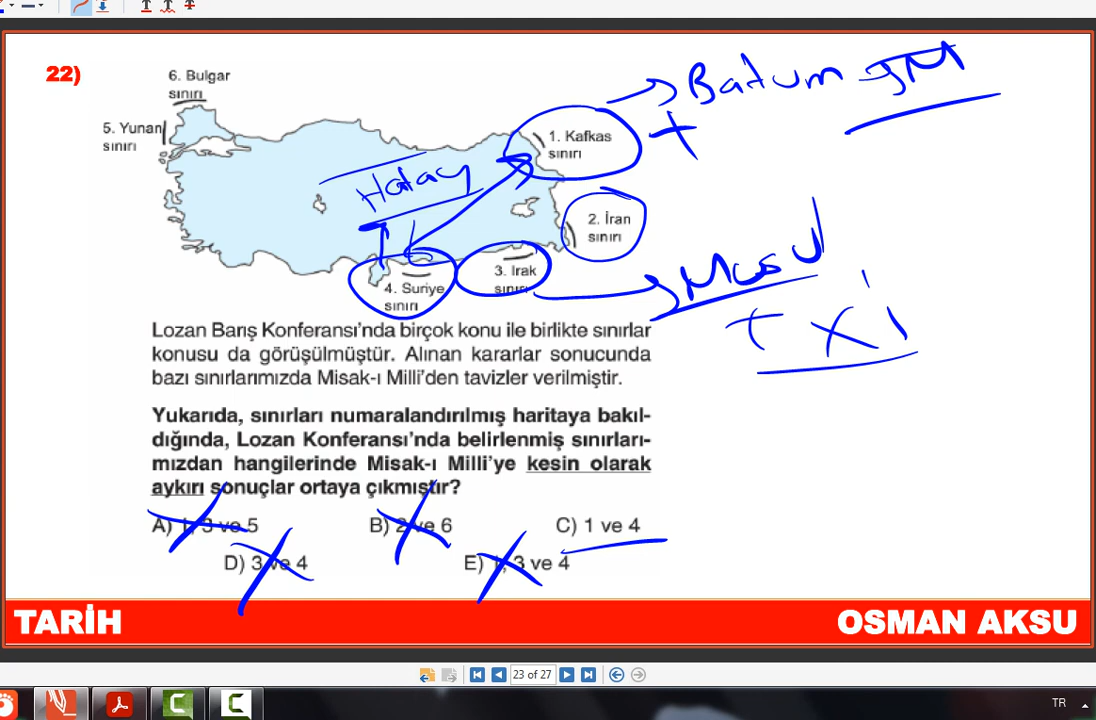 22)
6. Bulgar
sınırı
5. Yunan
sınırı
1. Kafkas
sınırı
2. İran
sınırı
3. Irak
sınırı
4. Suriye
sınırı
Hatay
Batum
Musul
Lozan Barış Konferansı’nda birçok konu ile birlikte sınırlar
konusu da görüşülmüştür. Alınan kararlar sonucunda
bazı sınırlarımızda Misak-ı Milli’den tavizler verilmiştir.
Yukarıda, sınırları numaralandırılmış haritaya bakıl-
dığında, Lozan Konferansı’nda belirlenmiş sınırları-
mızdan hangilerinde Misak-ı Milli’ye kesin olarak
aykırı sonuçlar ortaya çıkmıştır?
A) 1, 3 ve 5 B) 2 ve 6 C) 1 ve 4
D) 3 ve 4 E) 1, 3 ve 4
TARİH OSMAN AKSU
23 of 27
TR